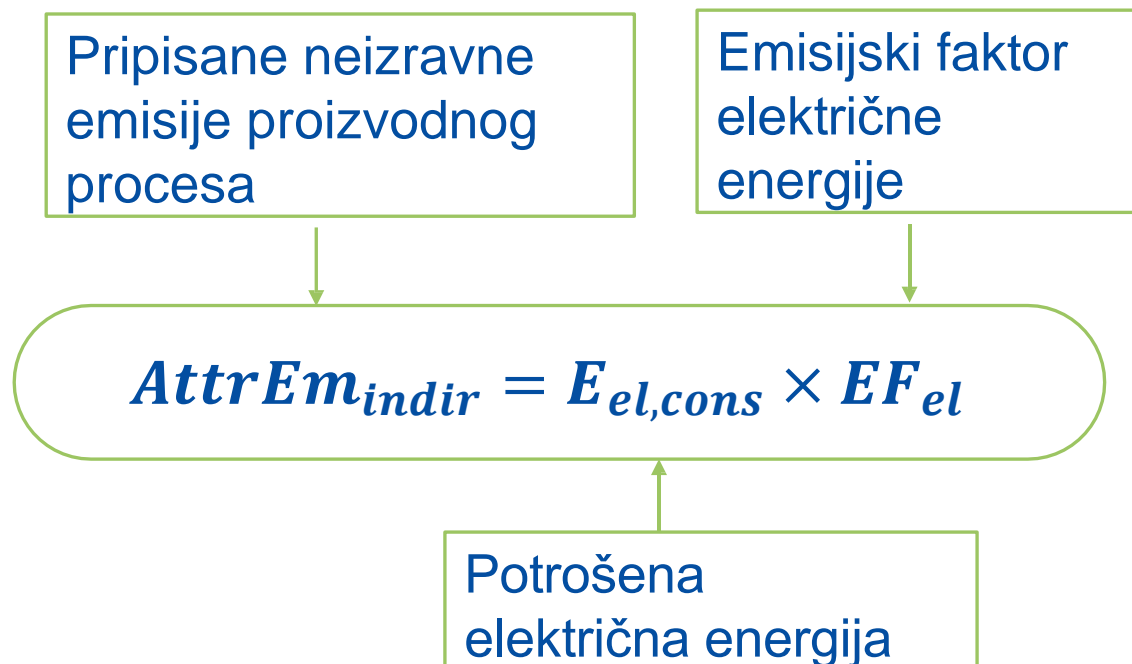 Pripisane neizravne
emisije proizvodnog
procesa
Emisijski faktor
električne
energije
AttrEm_indir = E_el,cons × EF_el
Potrošena
električna energija